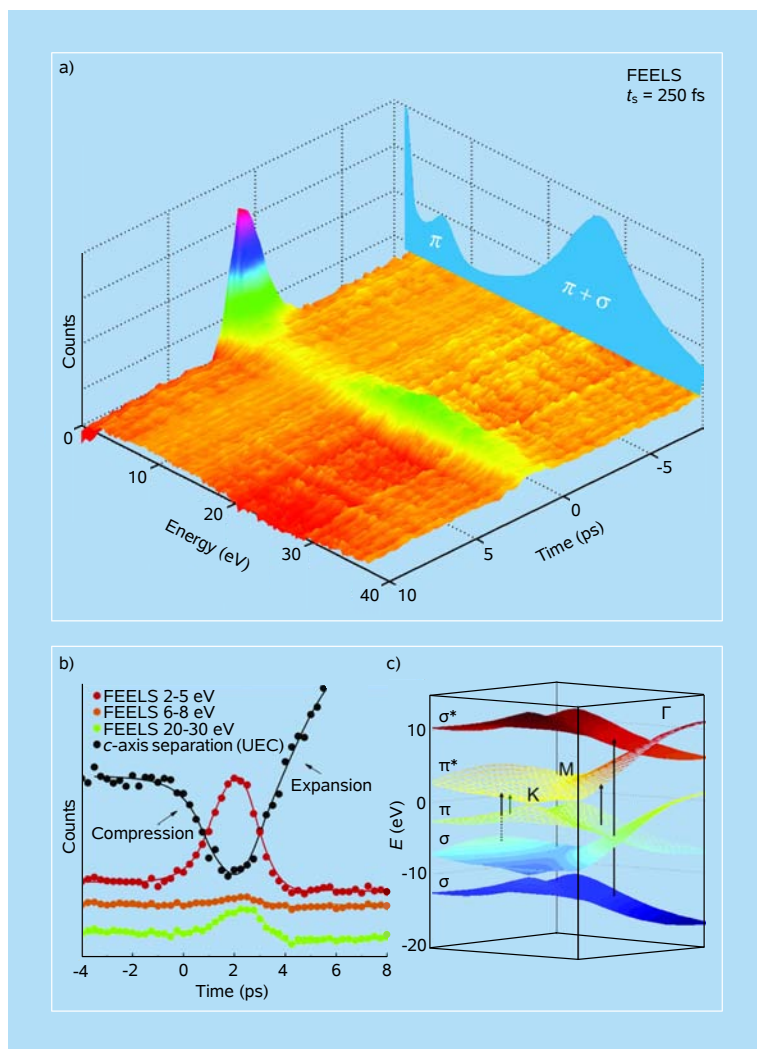 a)
FEELS
tₛ = 250 fs
π
π + σ
Counts
0
10
20
30
40
Energy (eV)
10
5
0
-5
Time (ps)
b)
FEELS 2-5 eV
FEELS 6-8 eV
FEELS 20-30 eV
c-axis separation (UEC)
Expansion
Compression
Counts
-4 -2 0 2 4 6 8
Time (ps)
c)
σ*
Γ
10
π*
M
0
K
π
σ
-10
σ
-20
E (eV)